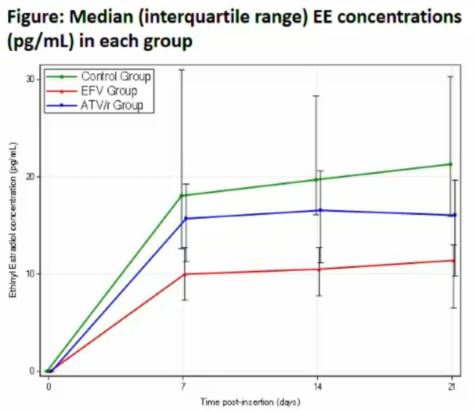 Figure: Median (interquartile range) EE concentrations
(pg/mL) in each group
Control Group
EFV Group
ATV/r Group
Ethinyl Estradiol concentration (pg/mL)
30
20
10
0
0 7 14 21
Time post-insertion (days)